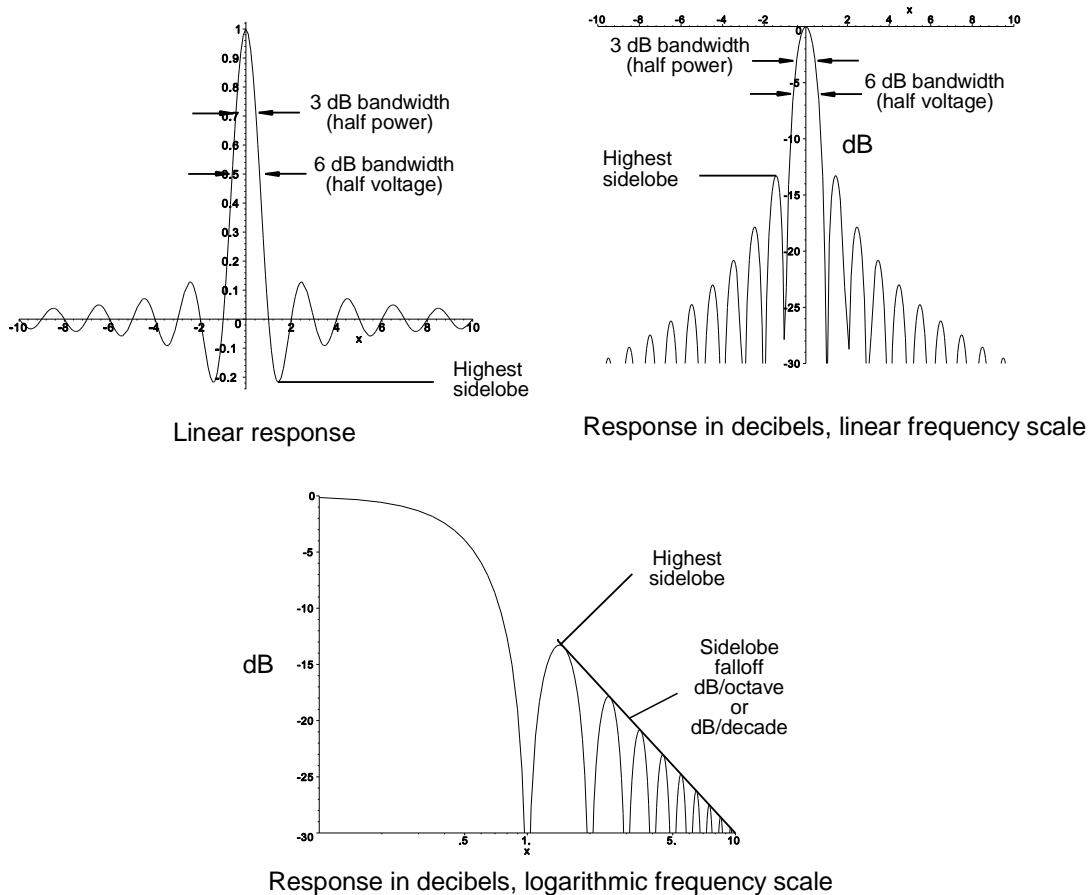 1
0.9
0.8
0.7
0.6
0.5
0.4
0.3
0.2
0.1
0
-0.1
-0.2
-10
-8
-6
-4
-2
2
4
6
8
10
x
3 dB bandwidth
(half power)
6 dB bandwidth
(half voltage)
Highest
sidelobe
Linear response
x
-10
-8
-6
-4
-2
0
2
4
6
8
10
-5
-10
-15
-20
-25
-30
3 dB bandwidth
(half power)
6 dB bandwidth
(half voltage)
dB
Highest
sidelobe
Response in decibels, linear frequency scale
0
-5
-10
-15
-20
-25
-30
dB
.5
1.
5.
10
x
Highest
sidelobe
Sidelobe
falloff
dB/octave
or
dB/decade
Response in decibels, logarithmic frequency scale